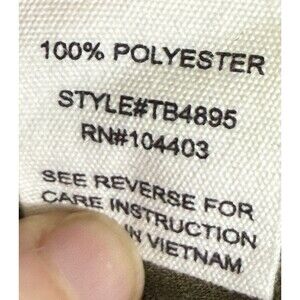 100% POLYESTER
STYLE#TB4895
RN#104403
SEE REVERSE FOR
CARE INSTRUCTION
IN VIETNAM